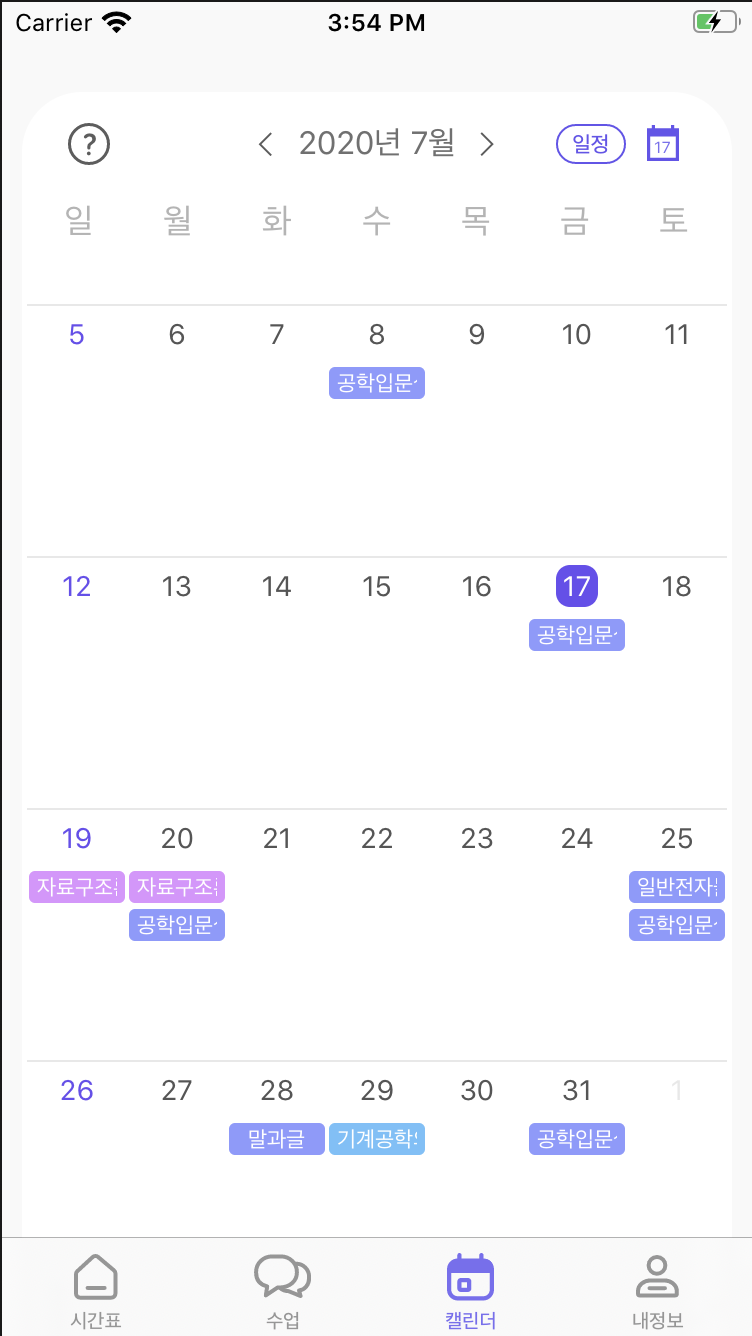 Carrier 3:54 PM
? 2020년 7월 일정 17
일 월 화 수 목 금 토
5 6 7 8 9 10 11
공학입문
12 13 14 15 16 17 18
공학입문
19 20 21 22 23 24 25
자료구조 자료구조 일반전자
공학입문 공학입문
26 27 28 29 30 31 1
말과글 기계공학 공학입문
시간표 수업 캘린더 내정보